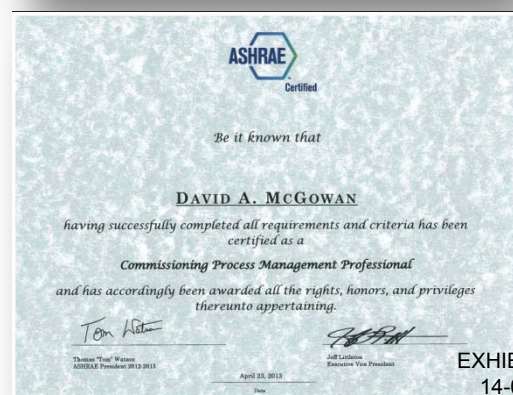 ASHRAE
Certified
Be it known that
DAVID A. MCGOWAN
having successfully completed all requirements and criteria has been
certified as a
Commissioning Process Management Professional
and has accordingly been awarded all the rights, honors, and privileges
thereunto appertaining.
Tom Watson
Thomas "Tom" Watson
ASHRAE President 2012-2013
Jeff Littleton
Executive Vice President
April 23, 2013
Date
EXHIB
14-0